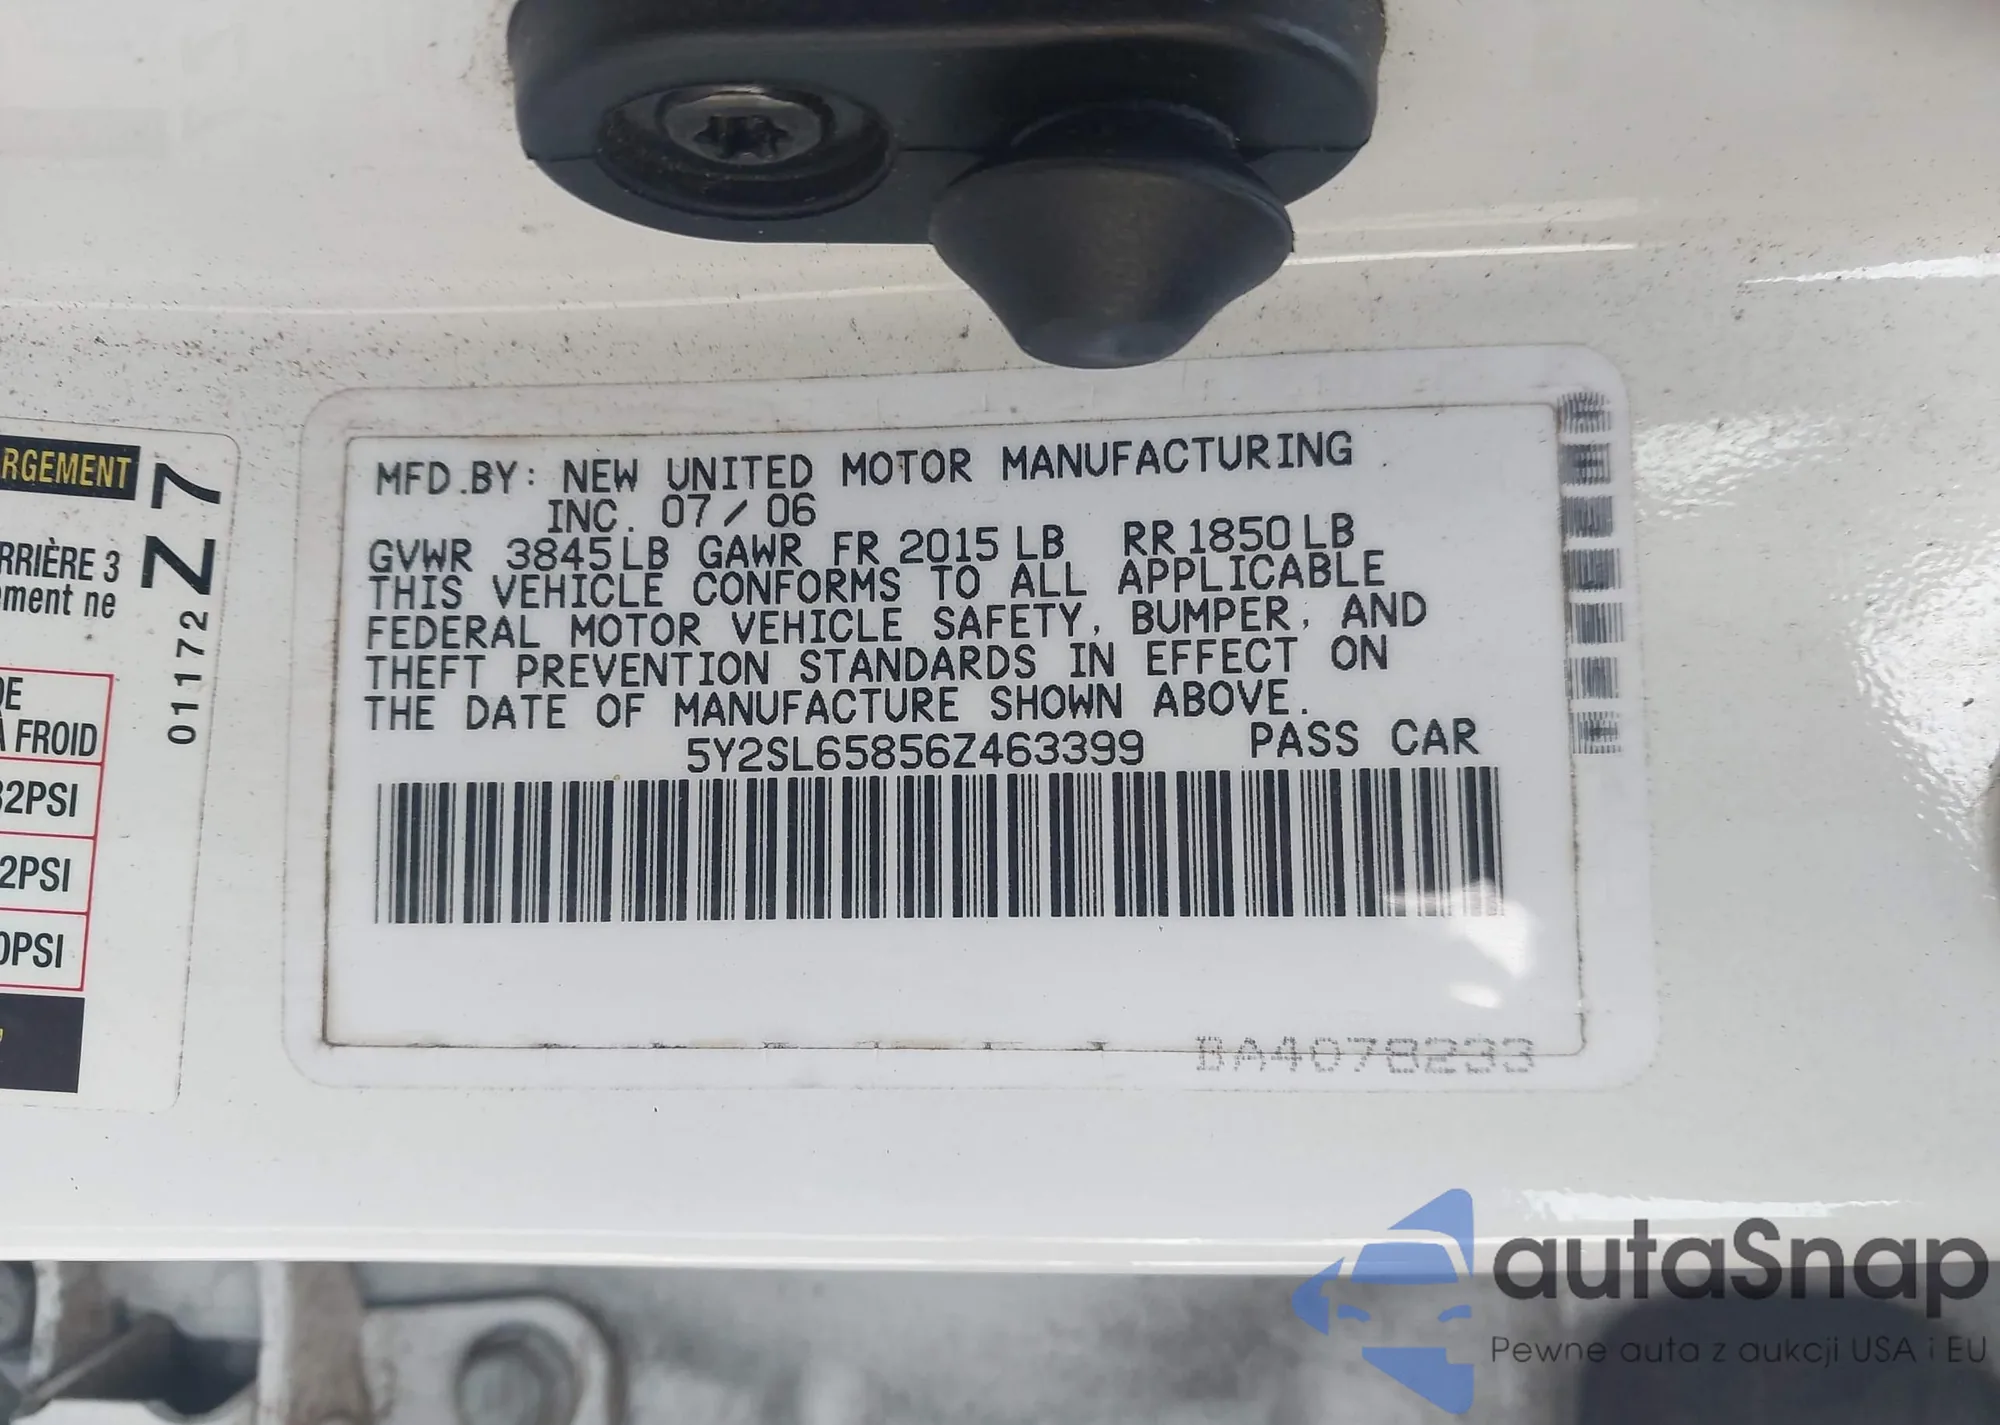 RGEMENT
Z 7
01172
RRIÈRE 3
ement ne
DE
À FROID
32PSI
2PSI
0PSI
MFD.BY: NEW UNITED MOTOR MANUFACTURING
INC. 07/06
GVWR 3845LB GAWR FR 2015 LB RR 1850 LB
THIS VEHICLE CONFORMS TO ALL APPLICABLE
FEDERAL MOTOR VEHICLE SAFETY, BUMPER, AND
THEFT PREVENTION STANDARDS IN EFFECT ON
THE DATE OF MANUFACTURE SHOWN ABOVE.
5Y2SL65856Z463399 PASS CAR
BA4078233
autaSnap
Pewne auta z aukcji USA i EU